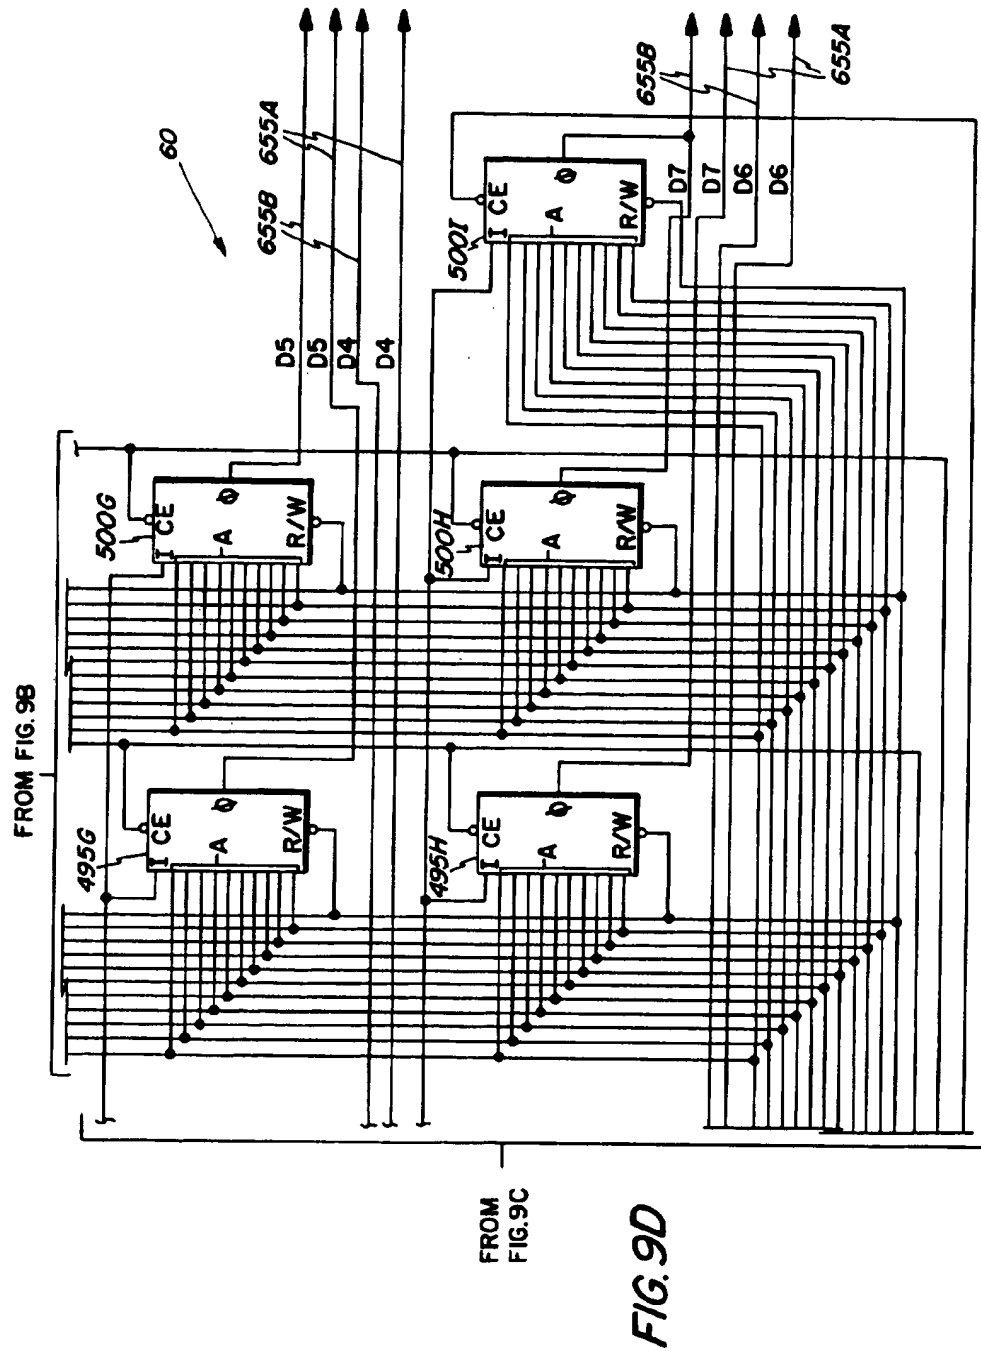 FROM FIG. 9B
60
655B
655A
D5
D5
D4
D4
495G
I CE
A
Q
R/W
500G
I CE
A
Q
R/W
495H
I CE
A
Q
R/W
500H
I CE
A
Q
R/W
500I
I CE
A
Q
R/W
655B
655A
D7
D7
D6
D6
FROM
FIG. 9C
FIG. 9D